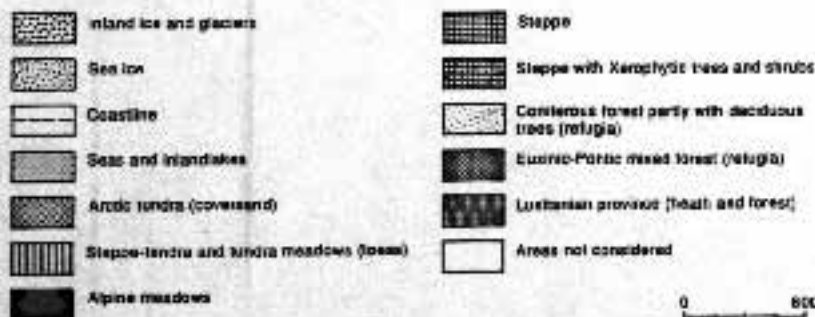 Inland ice and glaciers
Sea ice
Coastline
Seas and inlandlakes
Arctic tundra (coversand)
Steppe-tundra and tundra meadows (loess)
Alpine meadows
Steppe
Steppe with Xerophytic trees and shrubs
Coniferous forest partly with deciduous
trees (refugia)
Euxinic-Pontic mixed forest (refugia)
Lusitanian province (heath and forest)
Areas not considered
0 800